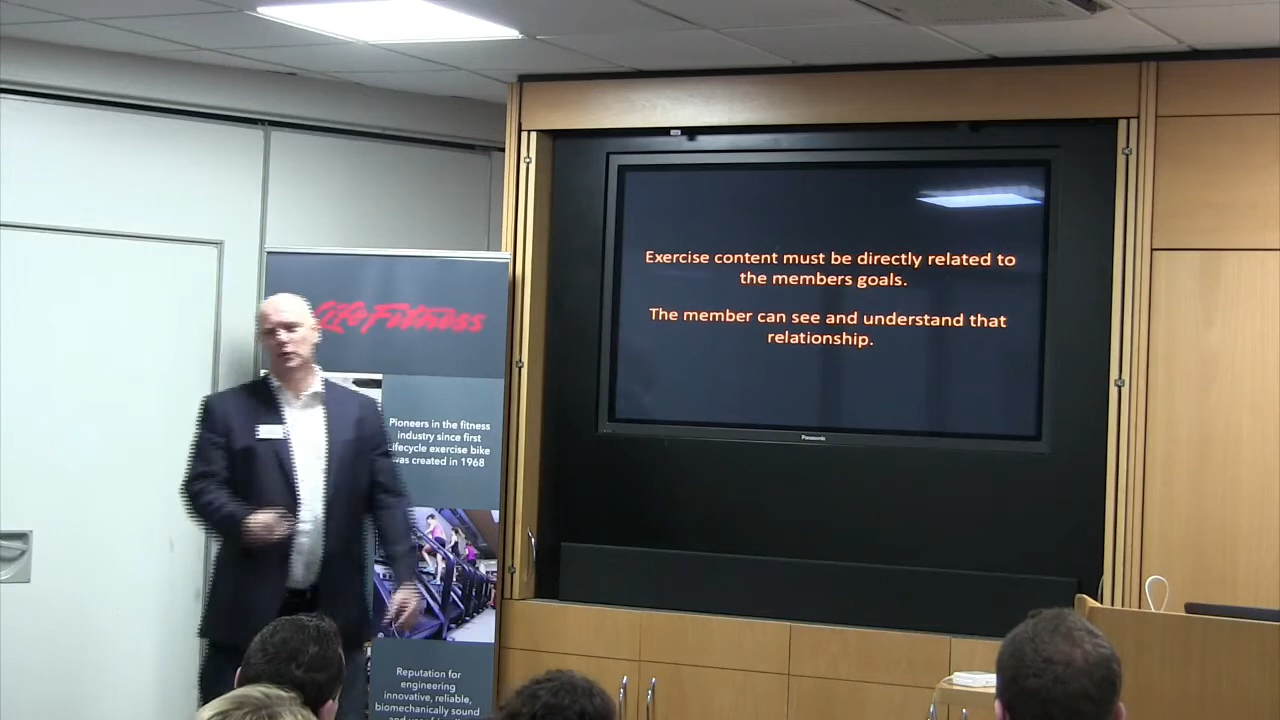 Exercise content must be directly related to
the members goals.
The member can see and understand that
relationship.
Panasonic
Life Fitness
Pioneers in the fitness
industry since first
Lifecycle exercise bike
was created in 1968
Reputation for
engineering
innovative, reliable,
biomechanically sound